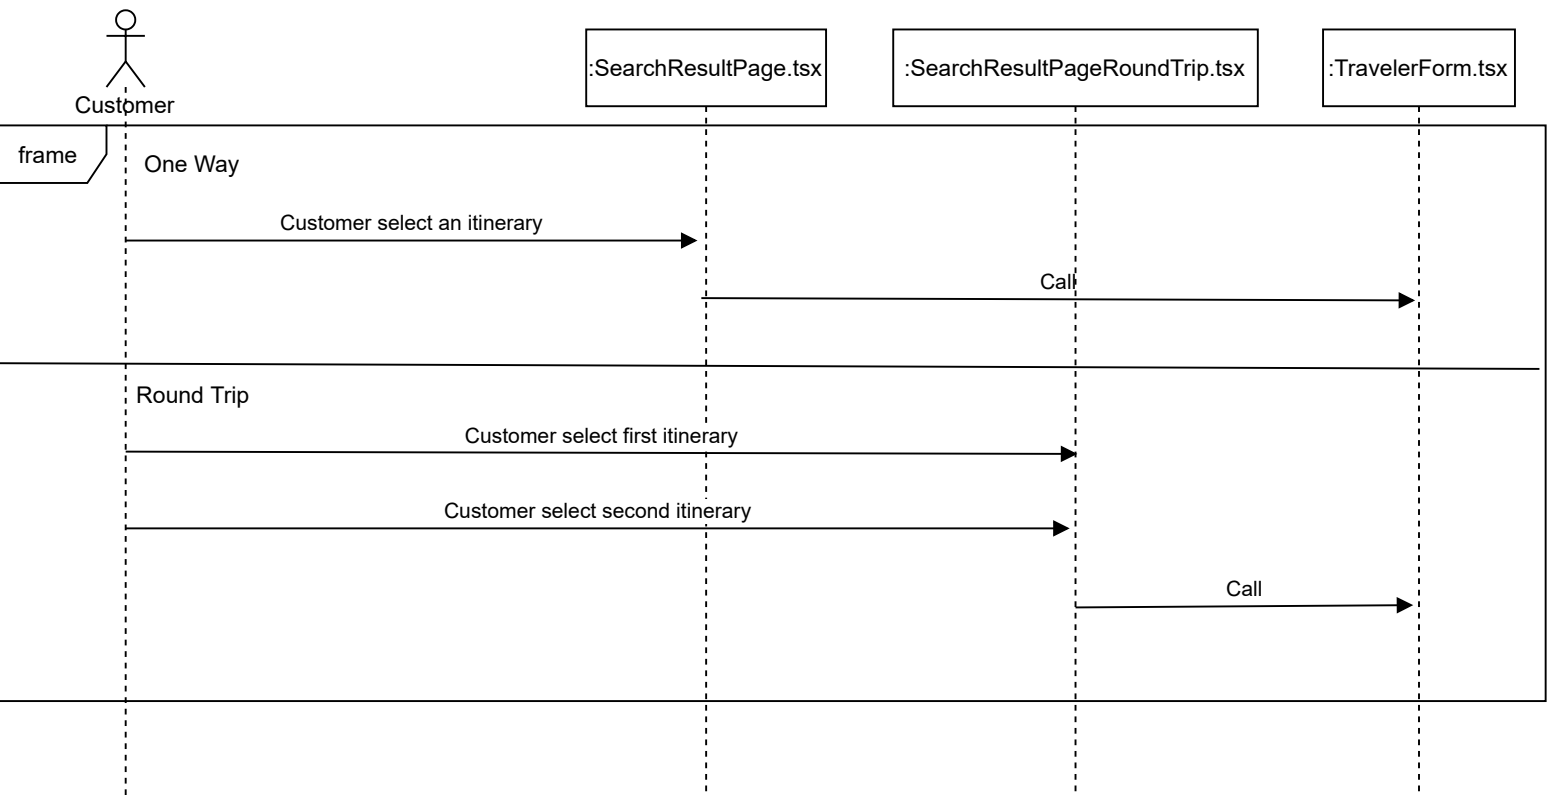 Customer
:SearchResultPage.tsx
:SearchResultPageRoundTrip.tsx
:TravelerForm.tsx
frame
One Way
Customer select an itinerary
Call
Round Trip
Customer select first itinerary
Customer select second itinerary
Call